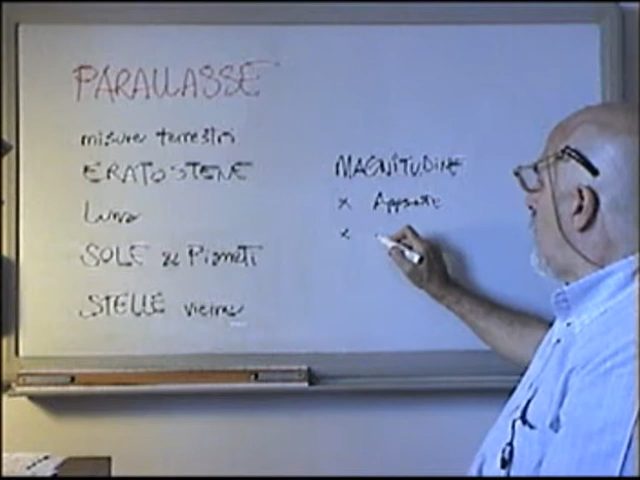 PARALLASSE
misure terrestri
ERATOSTENE
Luna
SOLE e Pianeti
STELLE vicine
MAGNITUDINE
x Apparente
x